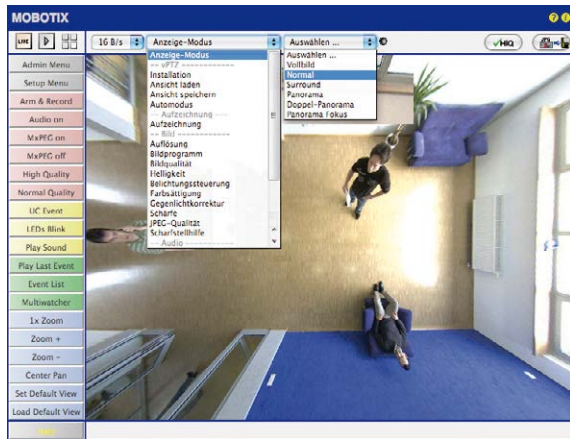 MOBOTIX
LIVE
16 B/s
Anzeige-Modus
Auswählen ...
HiQ
Anzeige-Modus
-- vPTZ ------------
Installation
Ansicht laden
Ansicht speichern
Automodus
-- Aufzeichnung ----
Aufzeichnung
-- Bild ------------
Auflösung
Bildprogramm
Bildqualität
Helligkeit
Belichtungssteuerung
Farbsättigung
Gegenlichtkorrektur
Schärfe
JPEG-Qualität
Scharfstellhilfe
-- Audio -----------
Auswählen ...
Vollbild
Normal
Surround
Panorama
Doppel-Panorama
Panorama Fokus
Admin Menu
Setup Menu
Arm & Record
Audio on
MxPEG on
MxPEG off
High Quality
Normal Quality
UC Event
LEDs Blink
Play Sound
Play Last Event
Event List
Multiwatcher
1x Zoom
Zoom +
Zoom -
Center Pan
Set Default View
Load Default View